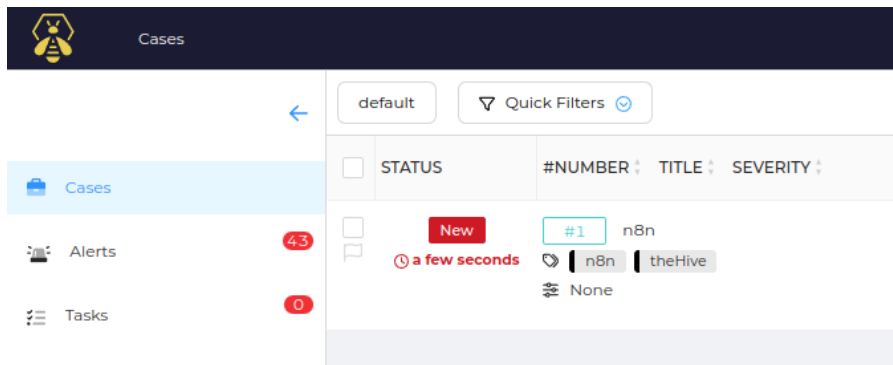 Cases
default Quick Filters
STATUS #NUMBER TITLE SEVERITY
Cases
New #1 n8n
Alerts 43
a few seconds n8n theHive
None
Tasks 0